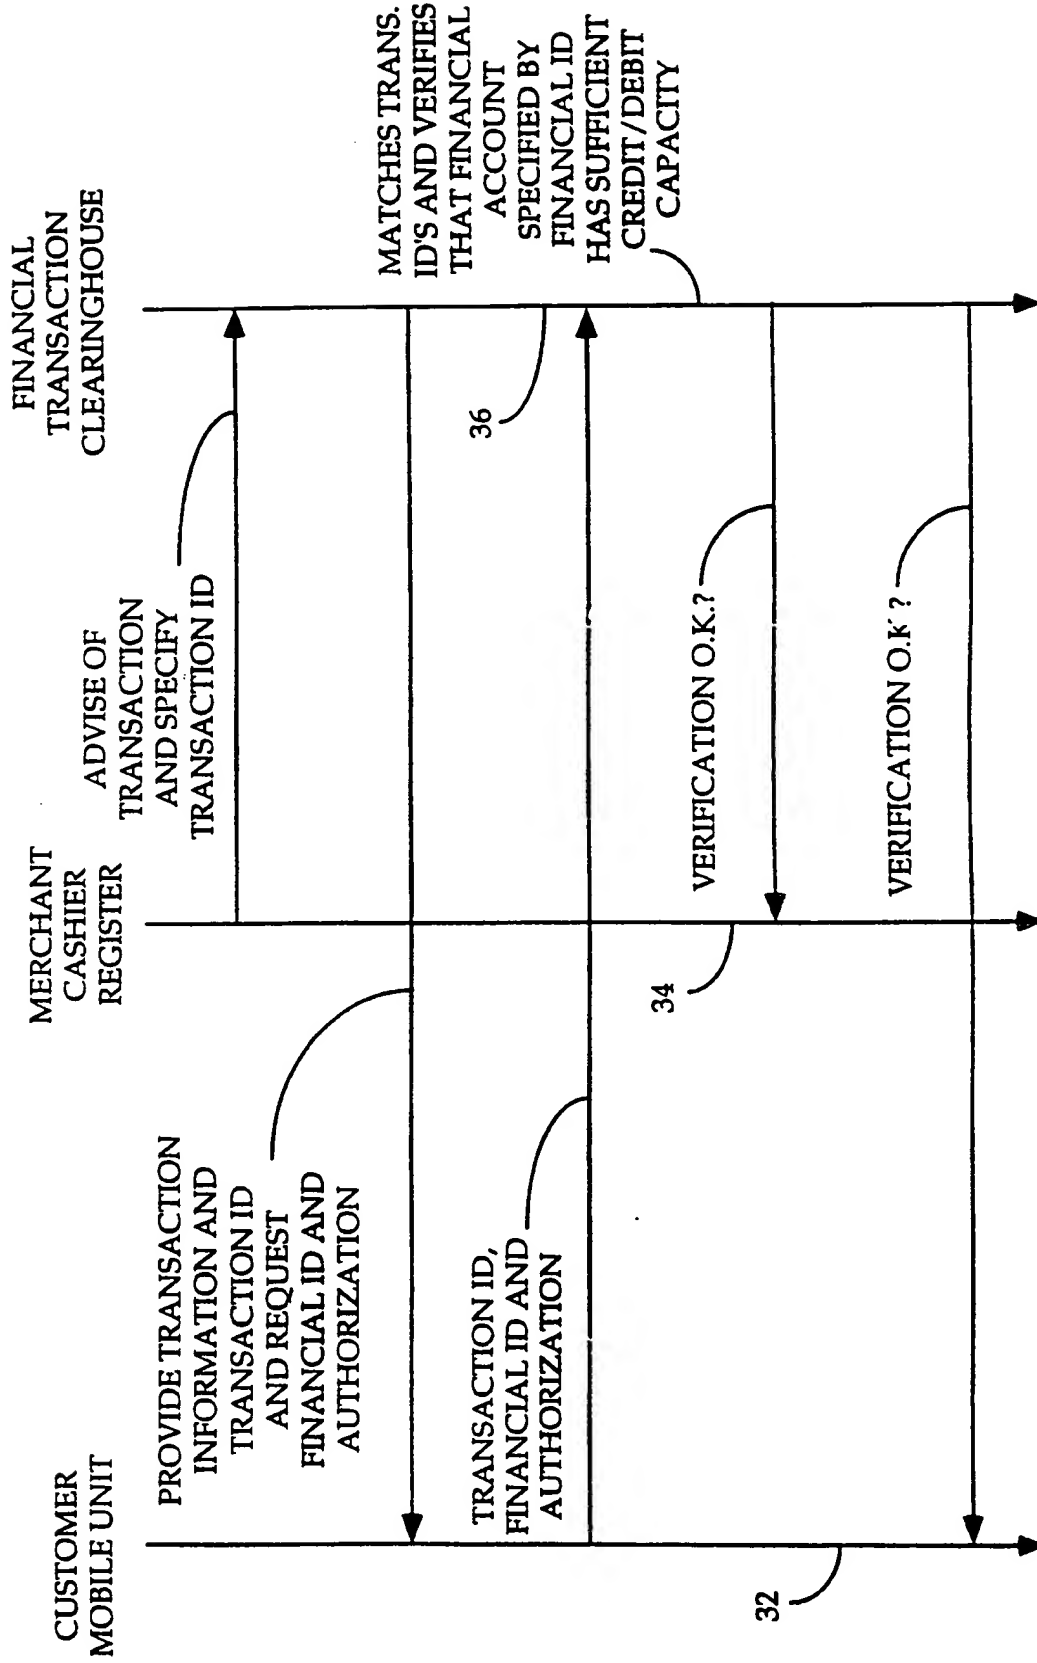 CUSTOMER
MOBILE UNIT
MERCHANT
CASHIER
REGISTER
FINANCIAL
TRANSACTION
CLEARINGHOUSE
ADVISE OF
TRANSACTION
AND SPECIFY
TRANSACTION ID
PROVIDE TRANSACTION
INFORMATION AND
TRANSACTION ID
AND REQUEST
FINANCIAL ID AND
AUTHORIZATION
MATCHES TRANS.
ID'S AND VERIFIES
THAT FINANCIAL
ACCOUNT
SPECIFIED BY
FINANCIAL ID
HAS SUFFICIENT
CREDIT/DEBIT
CAPACITY
36
TRANSACTION ID,
FINANCIAL ID AND
AUTHORIZATION
34
VERIFICATION O.K.?
32
VERIFICATION O.K ?